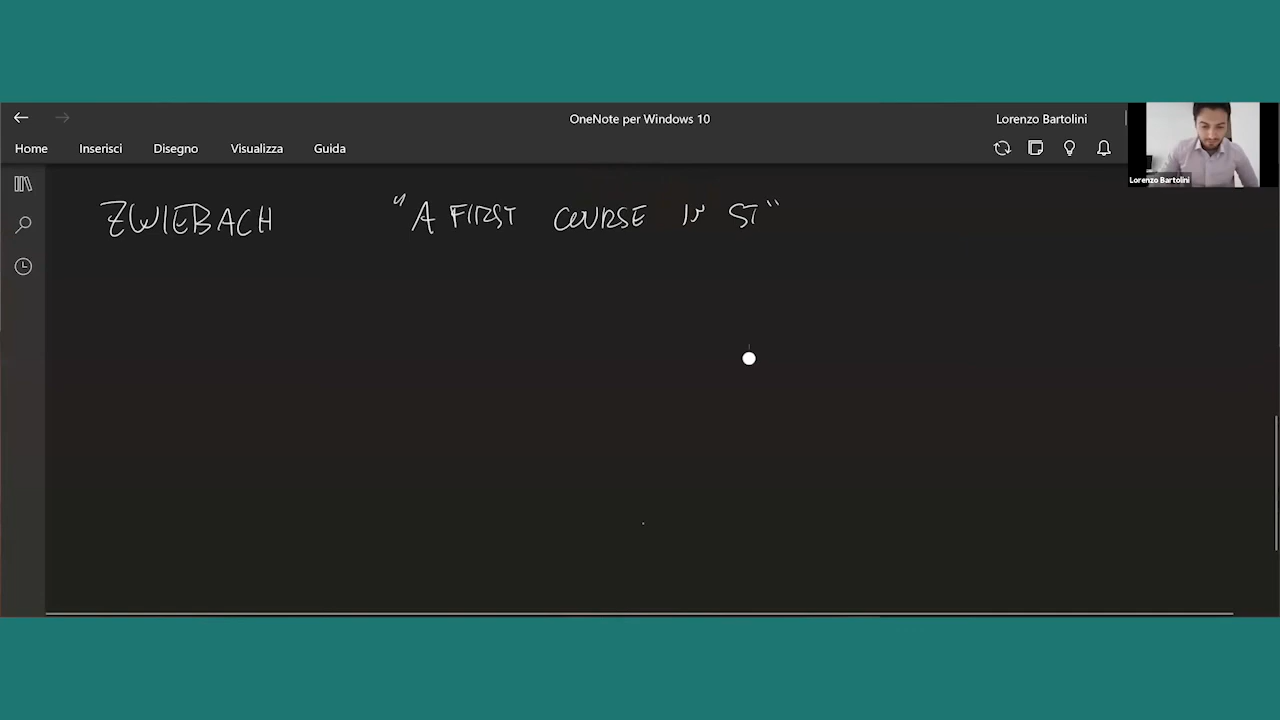 OneNote per Windows 10
Lorenzo Bartolini
Home Inserisci Disegno Visualizza Guida
Lorenzo Bartolini
ZWIEBACH "A FIRST COURSE IN ST"